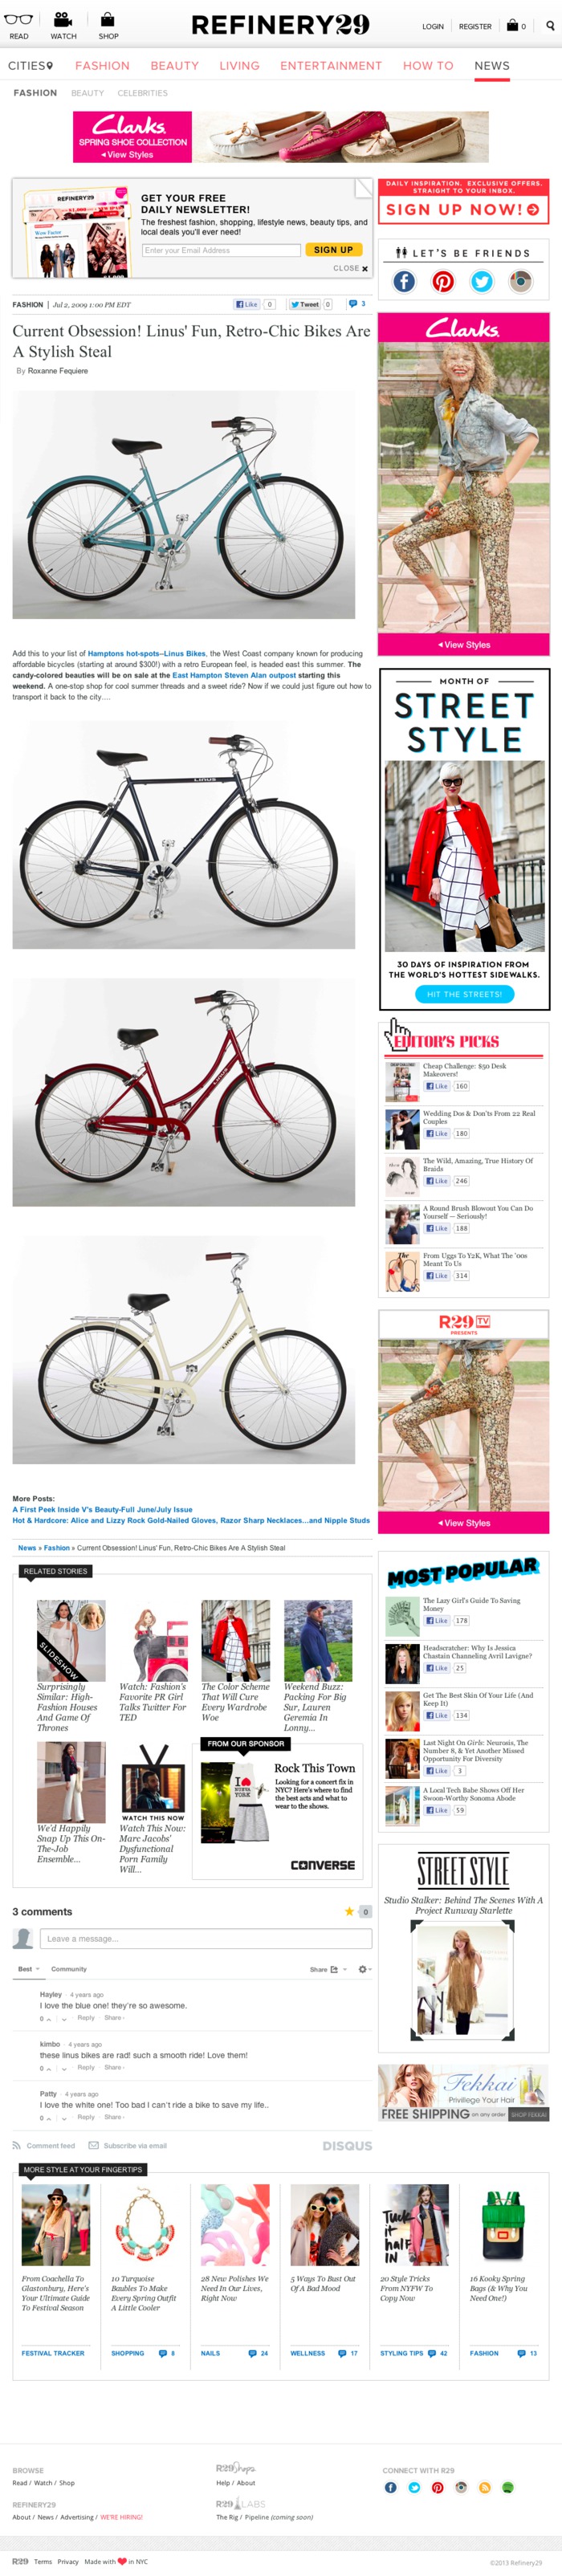 READ
WATCH
SHOP
REFINERY29
LOGIN
REGISTER
0
CITIES
FASHION
BEAUTY
LIVING
ENTERTAINMENT
HOW TO
NEWS
FASHION
BEAUTY
CELEBRITIES
Clarks.
SPRING SHOE COLLECTION
View Styles
REFINERY29
GET YOUR FREE
DAILY NEWSLETTER!
The freshest fashion, shopping, lifestyle news, beauty tips, and
local deals you'll ever need!
Enter your Email Address
SIGN UP
CLOSE
DAILY INSPIRATION. EXCLUSIVE OFFERS.
STRAIGHT TO YOUR INBOX.
SIGN UP NOW!
LET'S BE FRIENDS
FASHION | Jul 2, 2009 1:00 PM EDT
Like 0
Tweet 0
3
Current Obsession! Linus' Fun, Retro-Chic Bikes Are
A Stylish Steal
By Roxanne Fequiere
Clarks.
View Styles
Add this to your list of Hamptons hot-spots–Linus Bikes, the West Coast company known for producing
affordable bicycles (starting at around $300!) with a retro European feel, is headed east this summer. The
candy-colored beauties will be on sale at the East Hampton Steven Alan outpost starting this
weekend. A one-stop shop for cool summer threads and a sweet ride? Now if we could just figure out how to
transport it back to the city....
LINUS
MONTH OF
STREET
STYLE
30 DAYS OF INSPIRATION FROM
THE WORLD'S HOTTEST SIDEWALKS.
HIT THE STREETS!
EDITOR'S PICKS
Cheap Challenge: $50 Desk
Makeovers!
Like 160
Wedding Dos & Don'ts From 22 Real
Couples
Like 180
The Wild, Amazing, True History Of
Braids
Like 246
A Round Brush Blowout You Can Do
Yourself — Seriously!
Like 188
From Uggs To Y2K, What The '00s
Meant To Us
Like 314
LINUS
R29 TV
PRESENTS
View Styles
More Posts:
A First Peek Inside V's Beauty-Full June/July Issue
Hot & Hardcore: Alice and Lizzy Rock Gold-Nailed Gloves, Razor Sharp Necklaces...and Nipple Studs
News » Fashion » Current Obsession! Linus' Fun, Retro-Chic Bikes Are A Stylish Steal
RELATED STORIES
SLIDESHOW
Surprisingly
Similar: High-
Fashion Houses
And Game Of
Thrones
Watch: Fashion's
Favorite PR Girl
Talks Twitter For
TED
The Color Scheme
That Will Cure
Every Wardrobe
Woe
Weekend Buzz:
Packing For Big
Sur, Lauren
Geremia In
Lonny...
We'd Happily
Snap Up This On-
The-Job
Ensemble...
WATCH THIS NOW
Watch This Now:
Marc Jacobs'
Dysfunctional
Porn Family
Will...
FROM OUR SPONSOR
I
NEW
YORK
Rock This Town
Looking for a concert fix in
NYC? Here's where to find
the best acts and what to
wear to the shows.
CONVERSE
MOST POPULAR
The Lazy Girl's Guide To Saving
Money
Like 178
Headscratcher: Why Is Jessica
Chastain Channeling Avril Lavigne?
Like 25
Get The Best Skin Of Your Life (And
Keep It)
Like 134
Last Night On Girls: Neurosis, The
Number 8, & Yet Another Missed
Opportunity For Diversity
Like 3
A Local Tech Babe Shows Off Her
Swoon-Worthy Sonoma Abode
Like 59
STREET STYLE
Studio Stalker: Behind The Scenes With A
Project Runway Starlette
3 comments
0
Leave a message...
Best
Community
Share
Hayley · 4 years ago
I love the blue one! they're so awesome.
0
Reply
Share ›
kimbo · 4 years ago
these linus bikes are rad! such a smooth ride! Love them!
0
Reply
Share ›
Patty · 4 years ago
I love the white one! Too bad I can't ride a bike to save my life..
0
Reply
Share ›
Comment feed
Subscribe via email
DISQUS
Fekkai
Privilege Your Hair
FREE SHIPPING on any order
SHOP FEKKAI
MORE STYLE AT YOUR FINGERTIPS
From Coachella To
Glastonbury, Here's
Your Ultimate Guide
To Festival Season
FESTIVAL TRACKER
10 Turquoise
Baubles To Make
Every Spring Outfit
A Little Cooler
SHOPPING 8
28 New Polishes We
Need In Our Lives,
Right Now
NAILS 24
5 Ways To Bust Out
Of A Bad Mood
WELLNESS 17
Tuck
it
half
IN
20 Style Tricks
From NYFW To
Copy Now
STYLING TIPS 42
16 Kooky Spring
Bags (& Why You
Need One!)
FASHION 13
BROWSE
Read / Watch / Shop
REFINERY29
About / News / Advertising / WE'RE HIRING!
R29 Shops
Help / About
R29 LABS
The Rig / Pipeline (coming soon)
CONNECT WITH R29
R29 Terms Privacy Made with in NYC
©2013 Refinery29